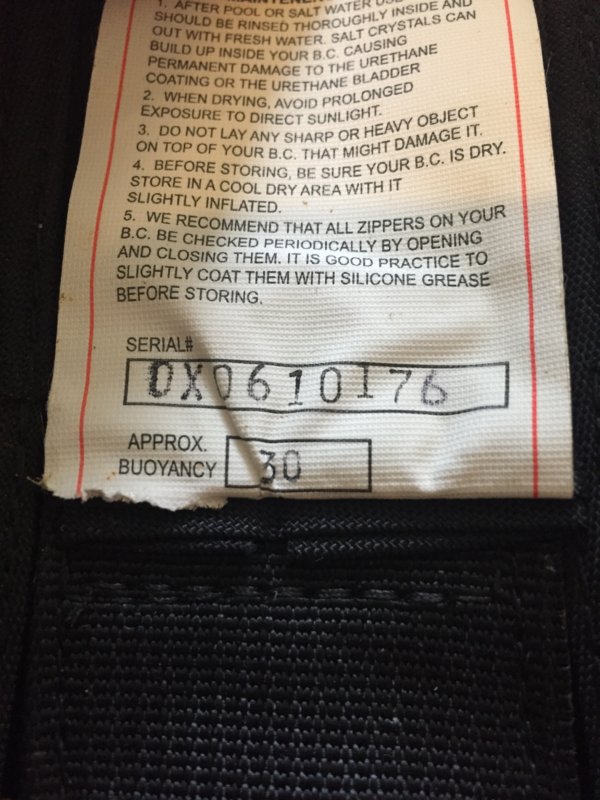 1. AFTER POOL OR SALT WATER
SHOULD BE RINSED THOROUGHLY INSIDE AND
OUT WITH FRESH WATER. SALT CRYSTALS CAN
BUILD UP INSIDE YOUR B.C. CAUSING
PERMANENT DAMAGE TO THE URETHANE
COATING OR THE URETHANE BLADDER
2. WHEN DRYING, AVOID PROLONGED
EXPOSURE TO DIRECT SUNLIGHT.
3. DO NOT LAY ANY SHARP OR HEAVY OBJECT
ON TOP OF YOUR B.C. THAT MIGHT DAMAGE IT.
4. BEFORE STORING, BE SURE YOUR B.C. IS DRY.
STORE IN A COOL DRY AREA WITH IT
SLIGHTLY INFLATED.
5. WE RECOMMEND THAT ALL ZIPPERS ON YOUR
B.C. BE CHECKED PERIODICALLY BY OPENING
AND CLOSING THEM. IT IS GOOD PRACTICE TO
SLIGHTLY COAT THEM WITH SILICONE GREASE
BEFORE STORING.
SERIAL#
DX0610176
APPROX.
BUOYANCY 30